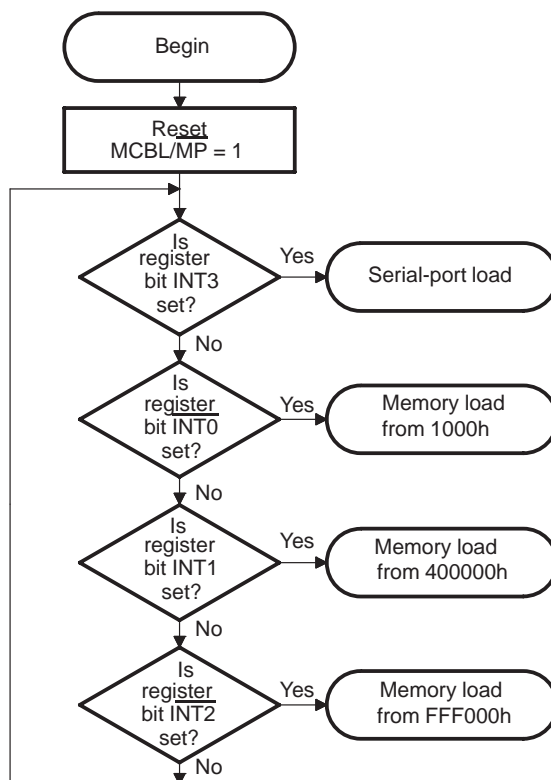 Begin
Reset
MCBL/MP = 1
Is
register
bit INT3
set?
Yes
Serial-port load
No
Is
register
bit INT0
set?
Yes
Memory load
from 1000h
No
Is
register
bit INT1
set?
Yes
Memory load
from 400000h
No
Is
register
bit INT2
set?
Yes
Memory load
from FFF000h
No